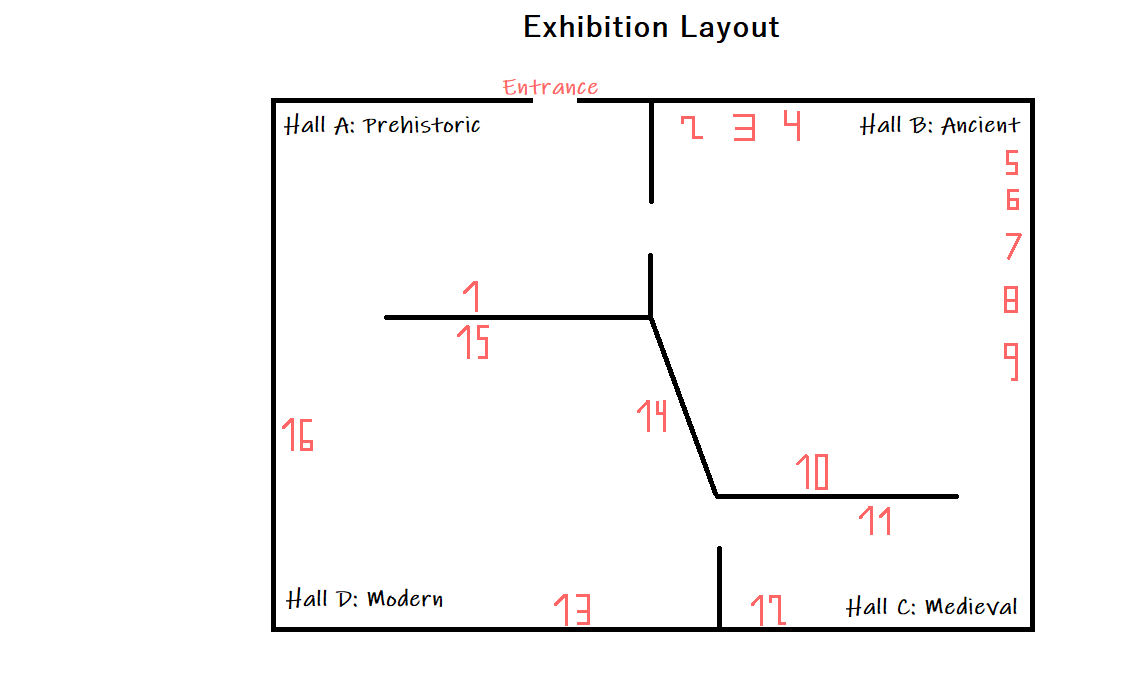 Exhibition Layout
Entrance
Hall A: Prehistoric
2 3 4
Hall B: Ancient
5
6
7
8
9
1
15
14
16
10
11
Hall D: Modern
13
12
Hall C: Medieval